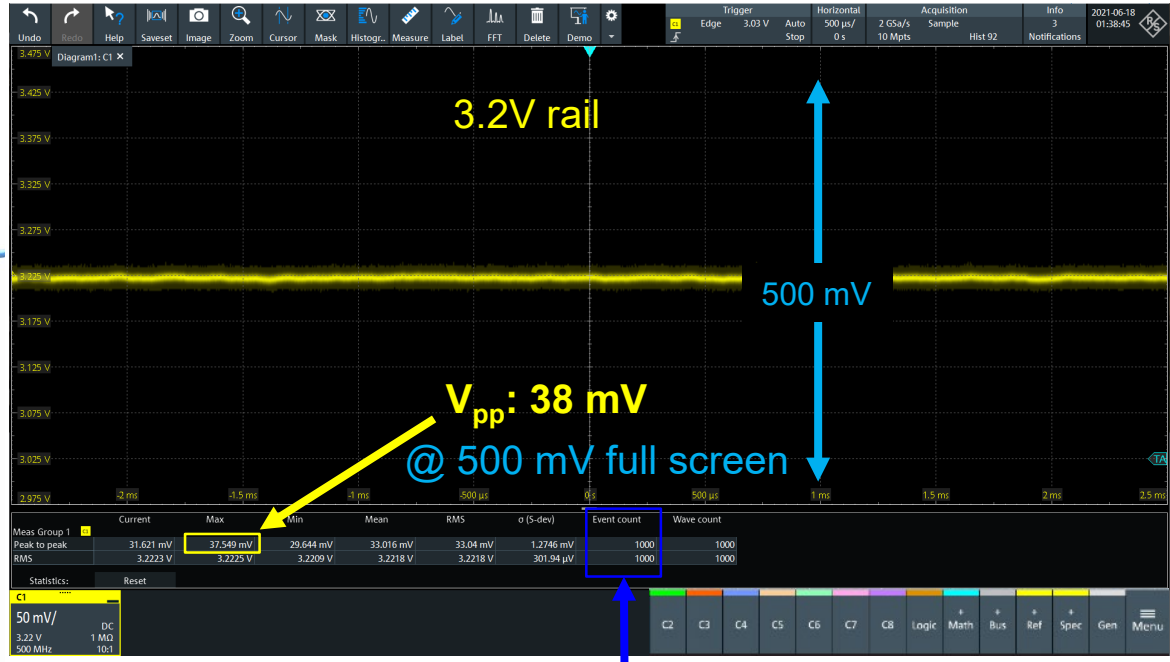 Trigger Horizontal Acquisition Info 2021-06-18
C1 Edge 3.03 V Auto 500 µs/ 2 GSa/s Sample 3 01:38:45
Undo Redo Help Saveset Image Zoom Cursor Mask Histogr... Measure Label FFT Delete Demo Stop 0 s 10 Mpts Hist 92 Notifications
3.475 V Diagram1: C1 X
3.425 V
3.2V rail
3.375 V
3.325 V
3.275 V
3.225 V
500 mV
3.175 V
3.125 V
Vpp: 38 mV
3.075 V
@ 500 mV full screen
3.025 V
TA
2.975 V -2 ms -1.5 ms -1 ms -500 µs 0 s 500 µs 1 ms 1.5 ms 2 ms 2.5 ms
Current Max Min Mean RMS σ (S-dev) Event count Wave count
Meas Group 1 C1
Peak to peak 31.621 mV 37.549 mV 29.644 mV 33.016 mV 33.04 mV 1.2746 mV 1000 1000
RMS 3.2223 V 3.2225 V 3.2209 V 3.2218 V 3.2218 V 301.94 µV 1000 1000
Statistics: Reset
C1
50 mV/ DC
3.22 V 1 MΩ
500 MHz 10:1
C2 C3 C4 C5 C6 C7 C8 Logic + Math + Bus + Ref + Spec Gen Menu